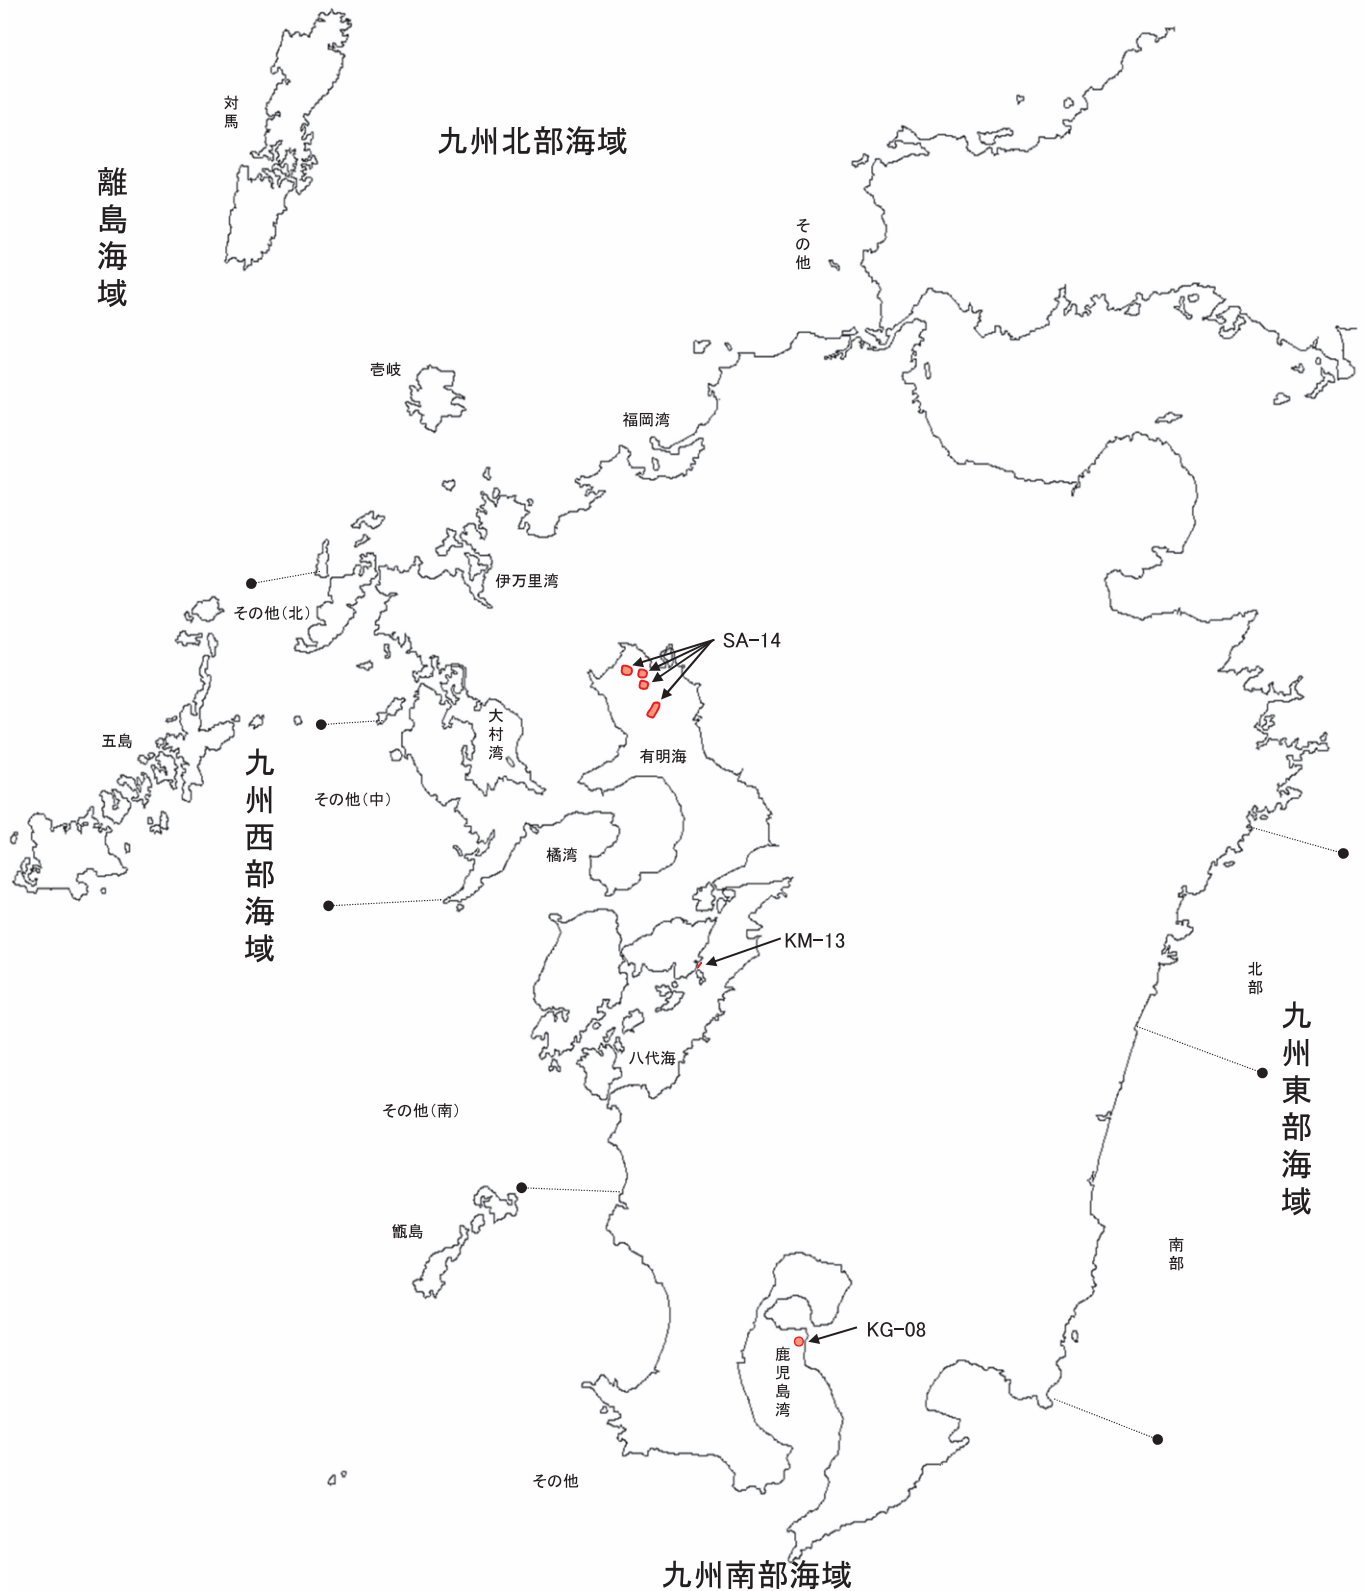 対馬
九州北部海域
離島海域
その他
壱岐
福岡湾
伊万里湾
その他(北)
SA-14
大村湾
五島
有明海
九州西部海域
その他(中)
橘湾
KM-13
北部
九州東部海域
八代海
その他(南)
甑島
南部
KG-08
鹿児島湾
その他
九州南部海域